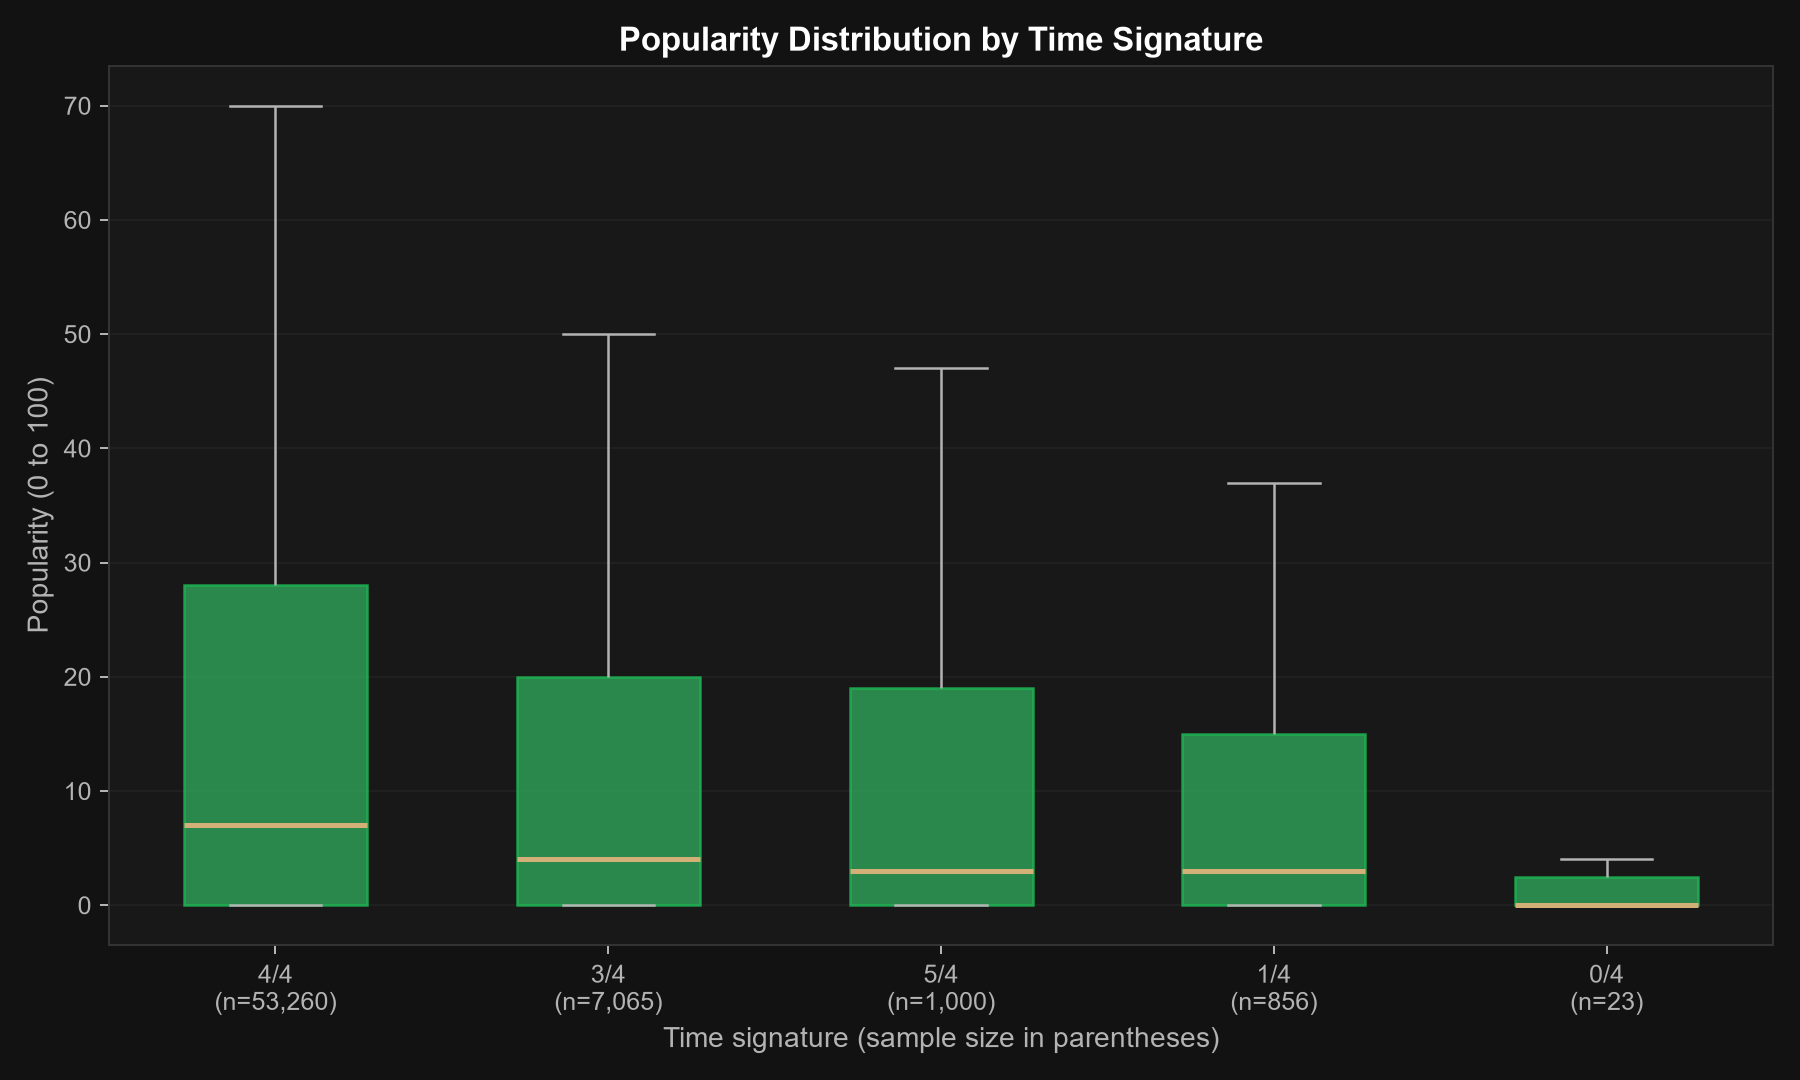 Popularity Distribution by Time Signature
Popularity (0 to 100)
70
60
50
40
30
20
10
0
4/4
(n=53,260)
3/4
(n=7,065)
5/4
(n=1,000)
1/4
(n=856)
0/4
(n=23)
Time signature (sample size in parentheses)